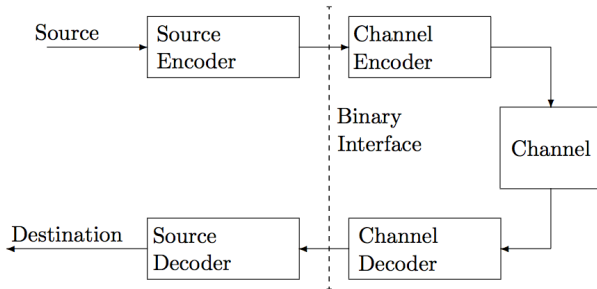 Source
Source
Encoder
Channel
Encoder
Binary
Interface
Channel
Destination
Source
Decoder
Channel
Decoder